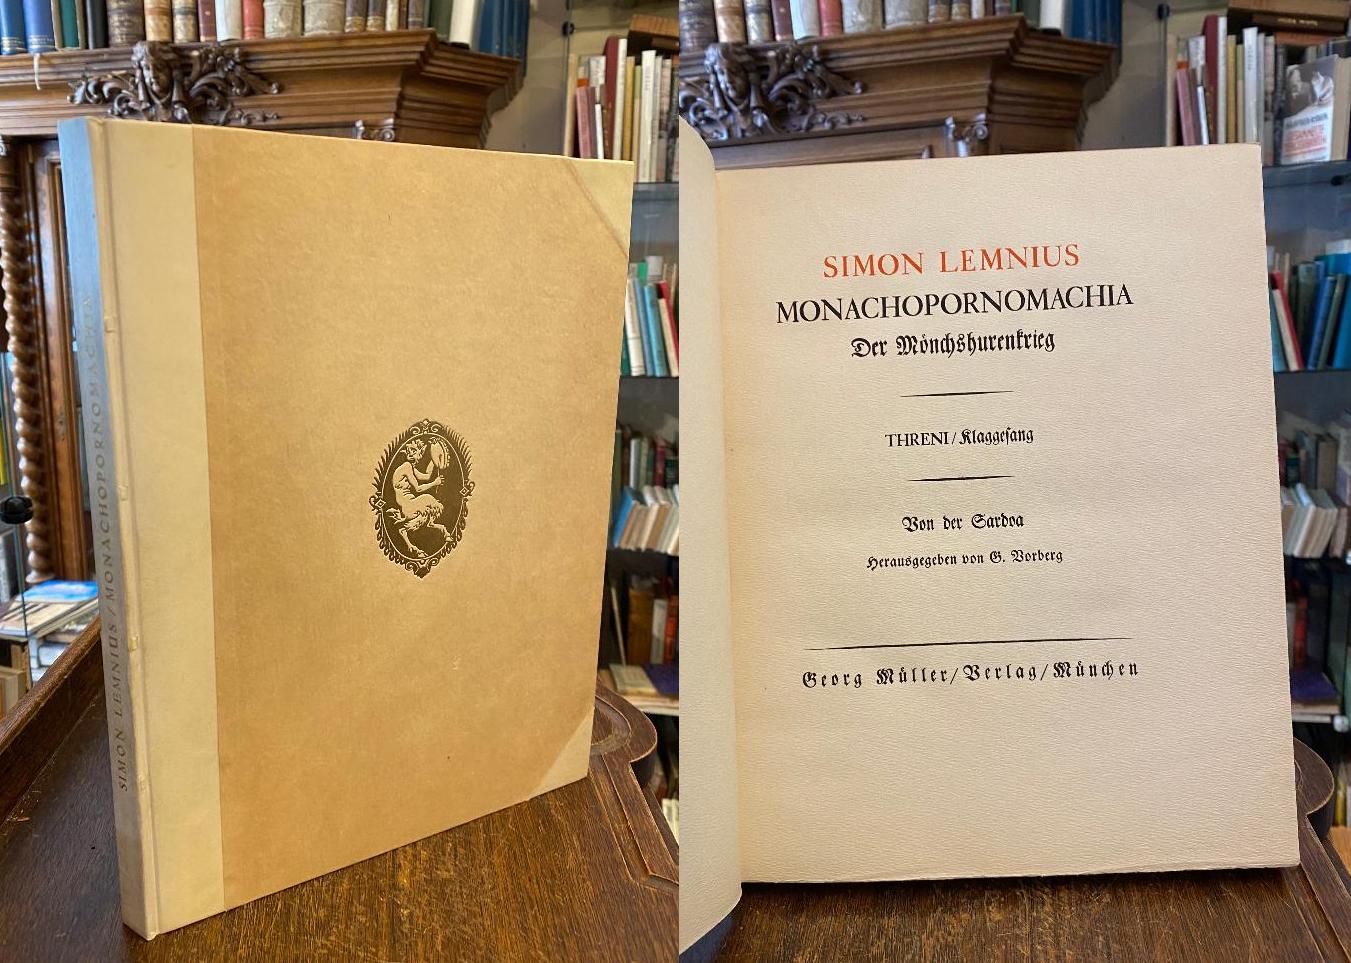 SIMON LEMNIUS / MONACHOPORNOMACHIA
SIMON LEMNIUS
MONACHOPORNOMACHIA
Der Mönchshurenkrieg
THRENI / Klaggesang
Von der Sardoa
Herausgegeben von G. Vorberg
Georg Müller / Verlag / München